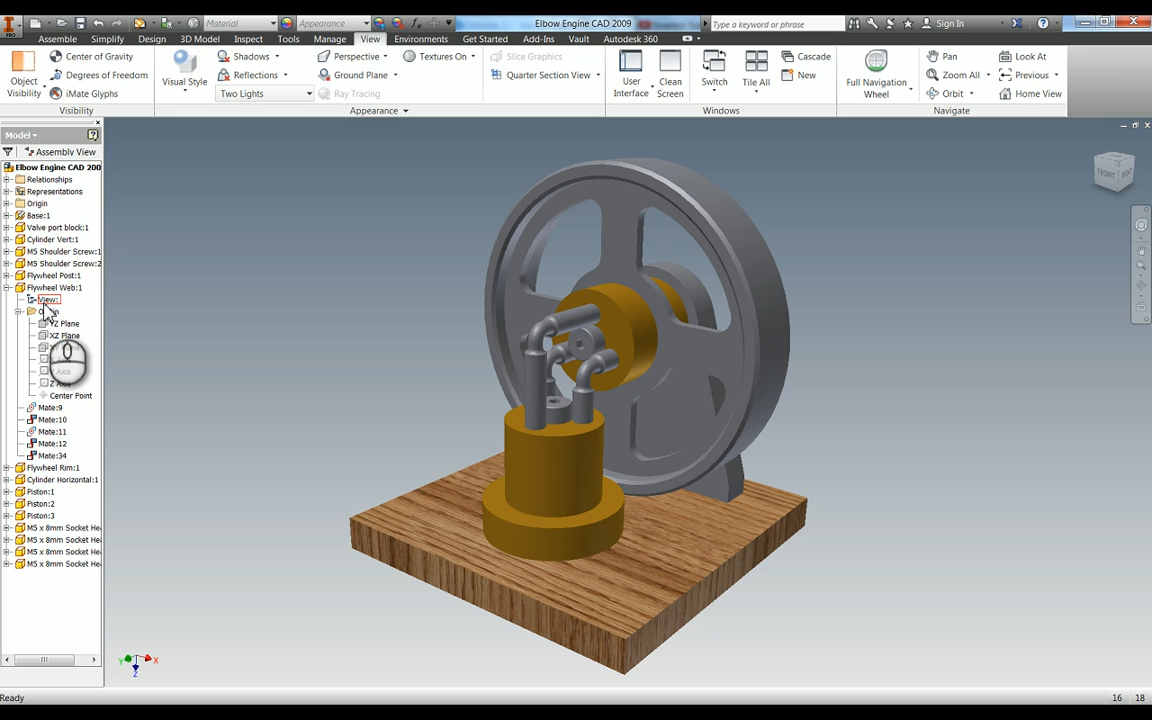 Material
Appearance
Elbow Engine CAD 2009
Type a keyword or phrase
Sign In
PRO
Assemble Simplify Design 3D Model Inspect Tools Manage View Environments Get Started Add-Ins Vault Autodesk 360
Object Visibility
Center of Gravity
Degrees of Freedom
iMate Glyphs
Visibility
Visual Style
Shadows
Reflections
Two Lights
Perspective
Ground Plane
Ray Tracing
Textures On
Appearance
Slice Graphics
Quarter Section View
User Interface
Clean Screen
Switch
Tile All
Cascade
New
Windows
Full Navigation Wheel
Pan
Zoom All
Orbit
Look At
Previous
Home View
Navigate
Model
Assembly View
Elbow Engine CAD 200
Relationships
Representations
Origin
Base:1
Valve port block:1
Cylinder Vert:1
M5 Shoulder Screw:1
M5 Shoulder Screw:2
Flywheel Post:1
Flywheel Web:1
View:
YZ Plane
XZ Plane
Center Point
Mate:9
Mate:10
Mate:11
Mate:12
Mate:34
Flywheel Rim:1
Cylinder Horizontal:1
Piston:1
Piston:2
Piston:3
M5 x 8mm Socket He
M5 x 8mm Socket He
M5 x 8mm Socket He
M5 x 8mm Socket He
FRONT
X
Y
Z
Ready
16 18